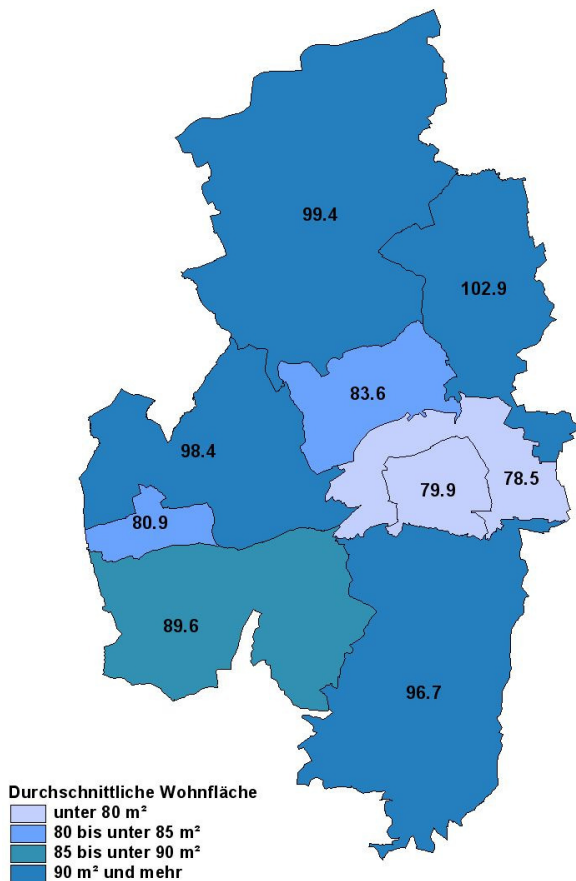 99.4
102.9
83.6
98.4
78.5
79.9
80.9
89.6
96.7
Durchschnittliche Wohnfläche
unter 80 m²
80 bis unter 85 m²
85 bis unter 90 m²
90 m² und mehr